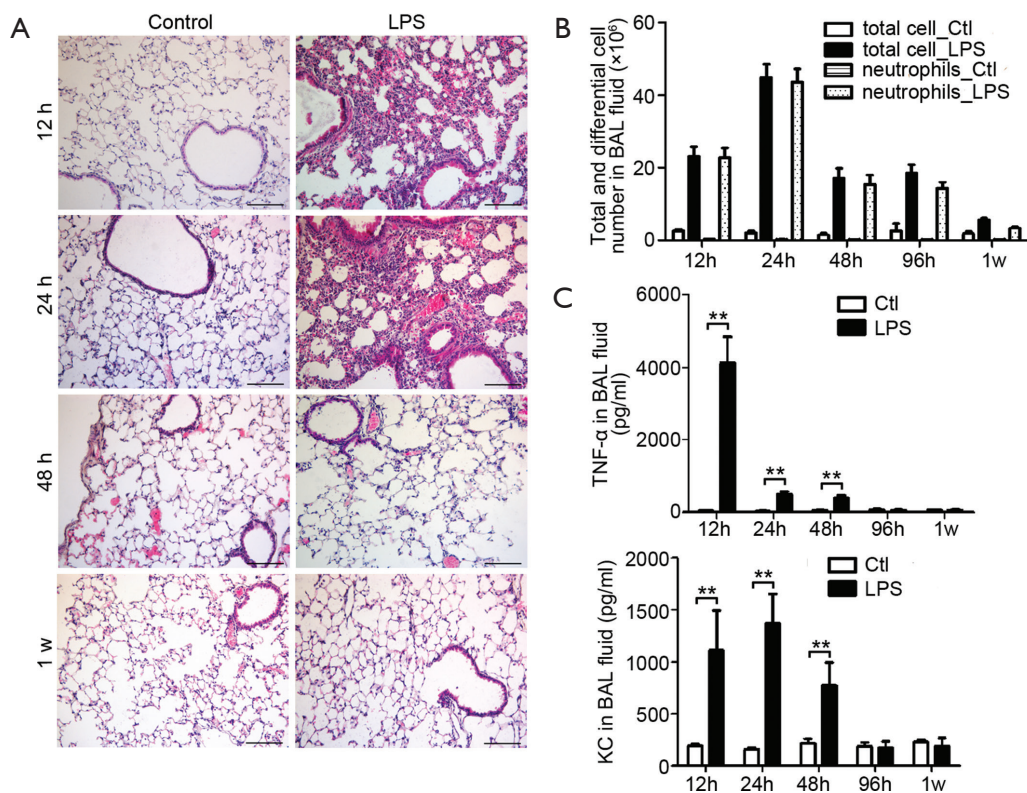 A
Control
LPS
12 h
24 h
48 h
1 w
B
Total and differential cell
number in BAL fluid (×10⁶)
60
40
20
0
total cell_Ctl
total cell_LPS
neutrophils_Ctl
neutrophils_LPS
12h 24h 48h 96h 1w
C
TNF-α in BAL fluid
(pg/ml)
6000
4000
2000
0
Ctl
LPS
**
**
**
12h 24h 48h 96h 1w
KC in BAL fluid (pg/ml)
2000
1500
1000
500
0
Ctl
LPS
**
**
**
12h 24h 48h 96h 1w